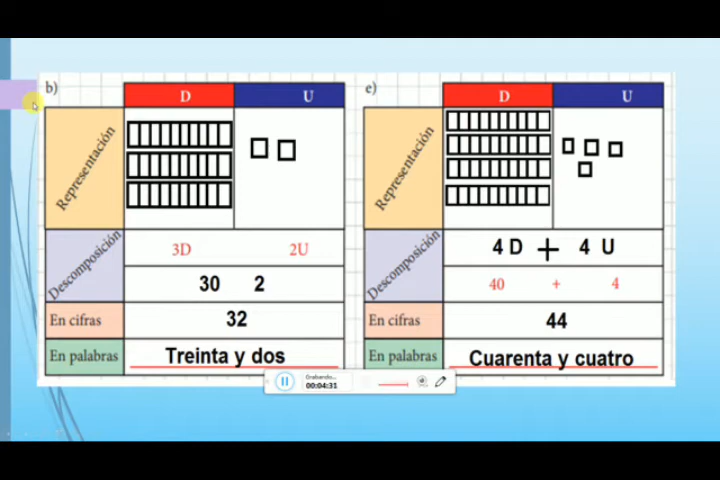 b)
D U
Representación
Descomposición
3D 2U
30 2
En cifras
32
En palabras
Treinta y dos
e)
D U
Representación
Descomposición
4 D + 4 U
40 + 4
En cifras
44
En palabras
Cuarenta y cuatro
Grabando...
00:04:31